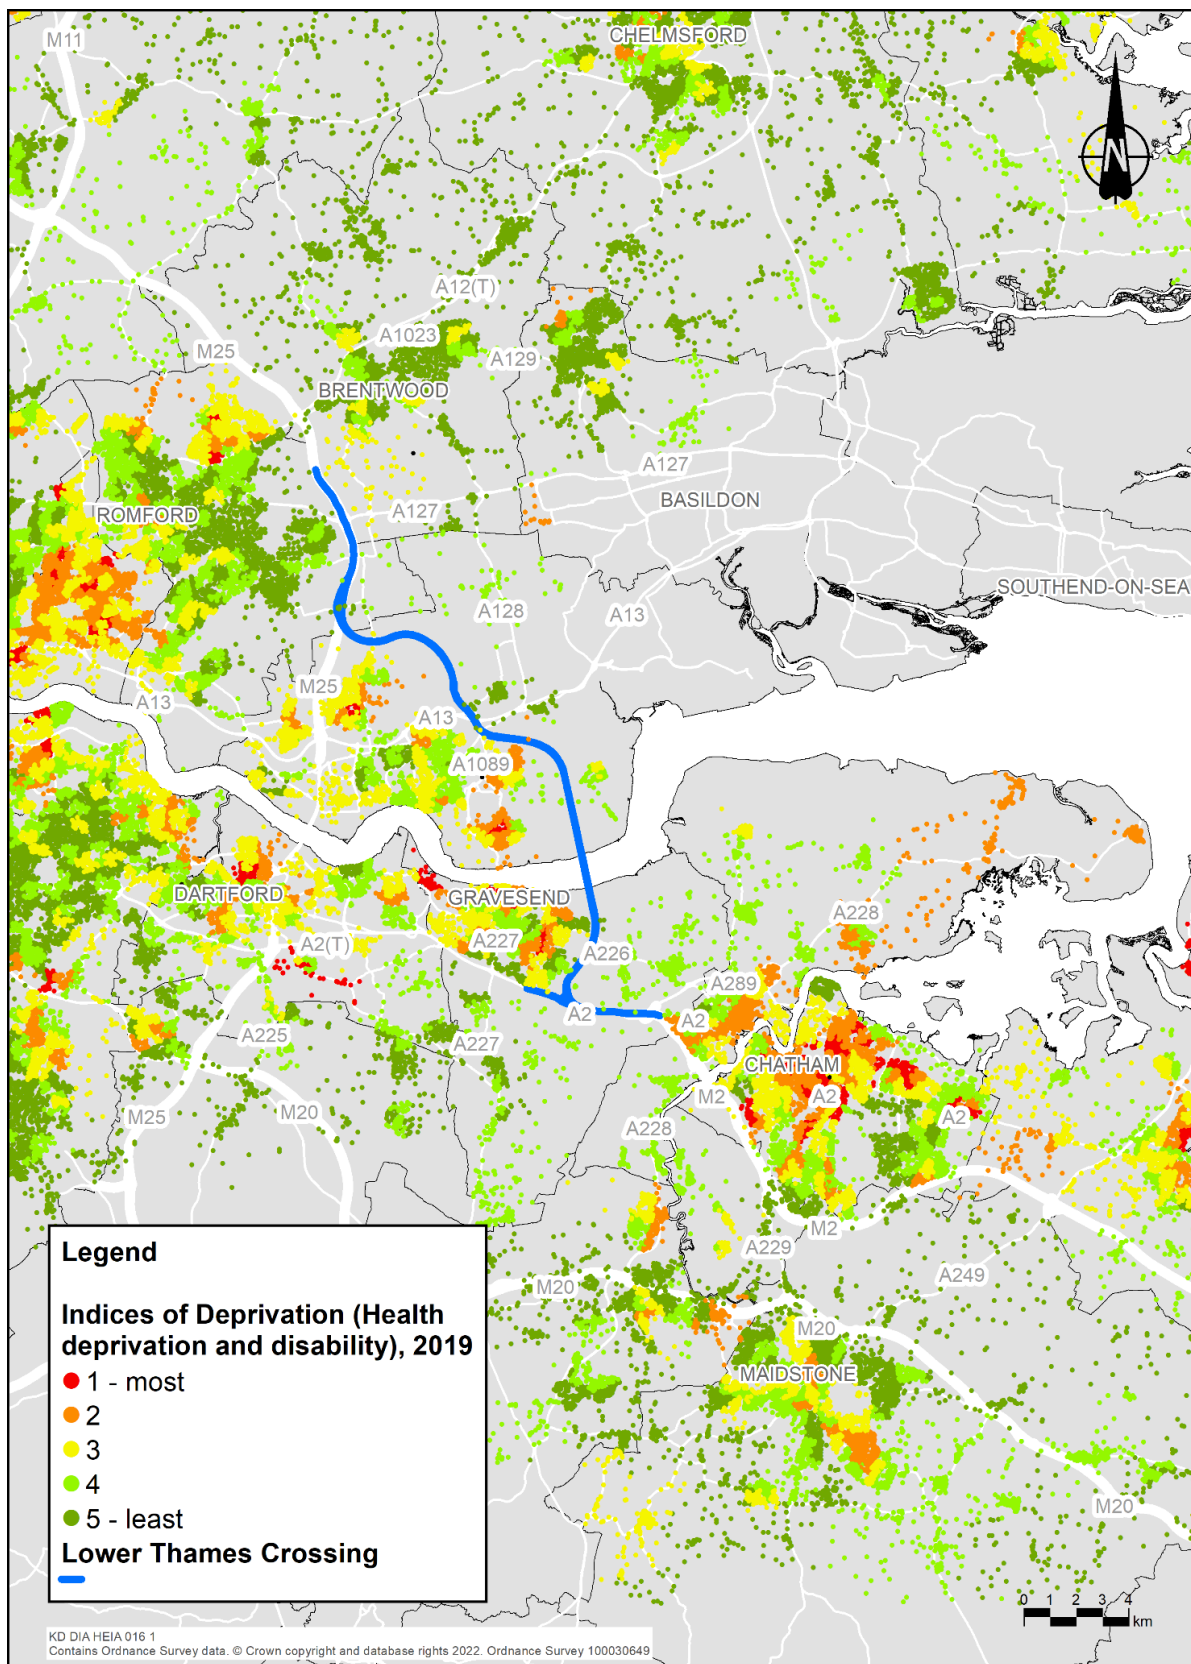 M11
CHELMSFORD
N
A12(T)
A1023
M25
A129
BRENTWOOD
A127
BASILDON
ROMFORD
A127
SOUTHEND-ON-SEA
A128
A13
M25
A13
A13
A1089
DARTFORD
GRAVESEND
A228
A227
A2(T)
A226
A289
A2
A2
A225
A227
CHATHAM
M2
A2
A2
M25
M20
A228
M2
A229
A249
M20
M20
MAIDSTONE
M20
Legend
Indices of Deprivation (Health
deprivation and disability), 2019
1 - most
2
3
4
5 - least
Lower Thames Crossing
0 1 2 3 4
km
KD DIA HEIA 016 1
Contains Ordnance Survey data. © Crown copyright and database rights 2022. Ordnance Survey 100030649